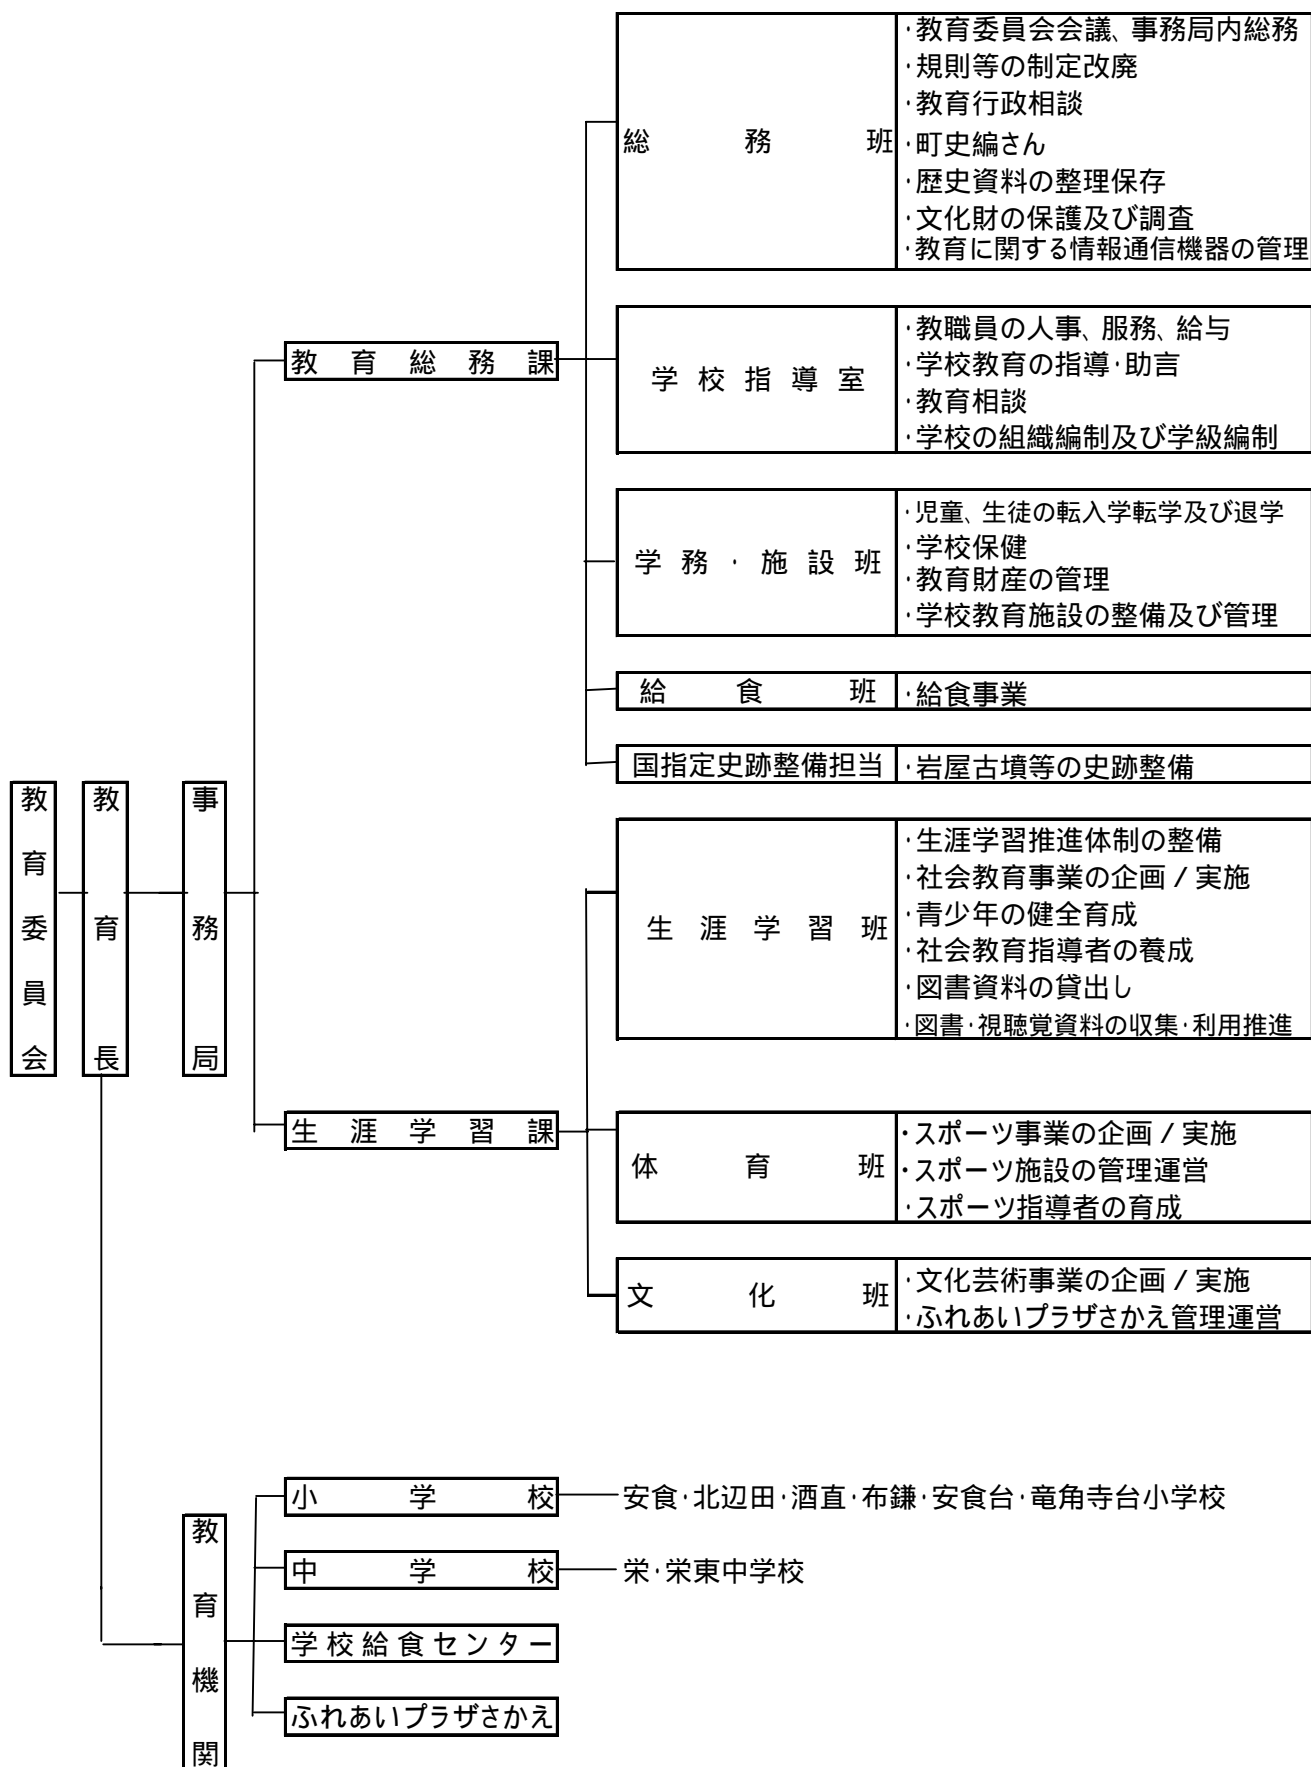 教育委員会
教育長
事務局
教育総務課
総務班
･教育委員会会議、事務局内総務
･規則等の制定改廃
･教育行政相談
･町史編さん
･歴史資料の整理保存
･文化財の保護及び調査
･教育に関する情報通信機器の管理
学校指導室
･教職員の人事、服務、給与
･学校教育の指導･助言
･教育相談
･学校の組織編制及び学級編制
学務･施設班
･児童、生徒の転入学転学及び退学
･学校保健
･教育財産の管理
･学校教育施設の整備及び管理
給食班
･給食事業
国指定史跡整備担当
･岩屋古墳等の史跡整備
生涯学習課
生涯学習班
･生涯学習推進体制の整備
･社会教育事業の企画／実施
･青少年の健全育成
･社会教育指導者の養成
･図書資料の貸出し
･図書･視聴覚資料の収集･利用推進
体育班
･スポーツ事業の企画／実施
･スポーツ施設の管理運営
･スポーツ指導者の育成
文化班
･文化芸術事業の企画／実施
･ふれあいプラザさかえ管理運営
教育機関
小学校
安食･北辺田･酒直･布鎌･安食台･竜角寺台小学校
中学校
栄･栄東中学校
学校給食センター
ふれあいプラザさかえ